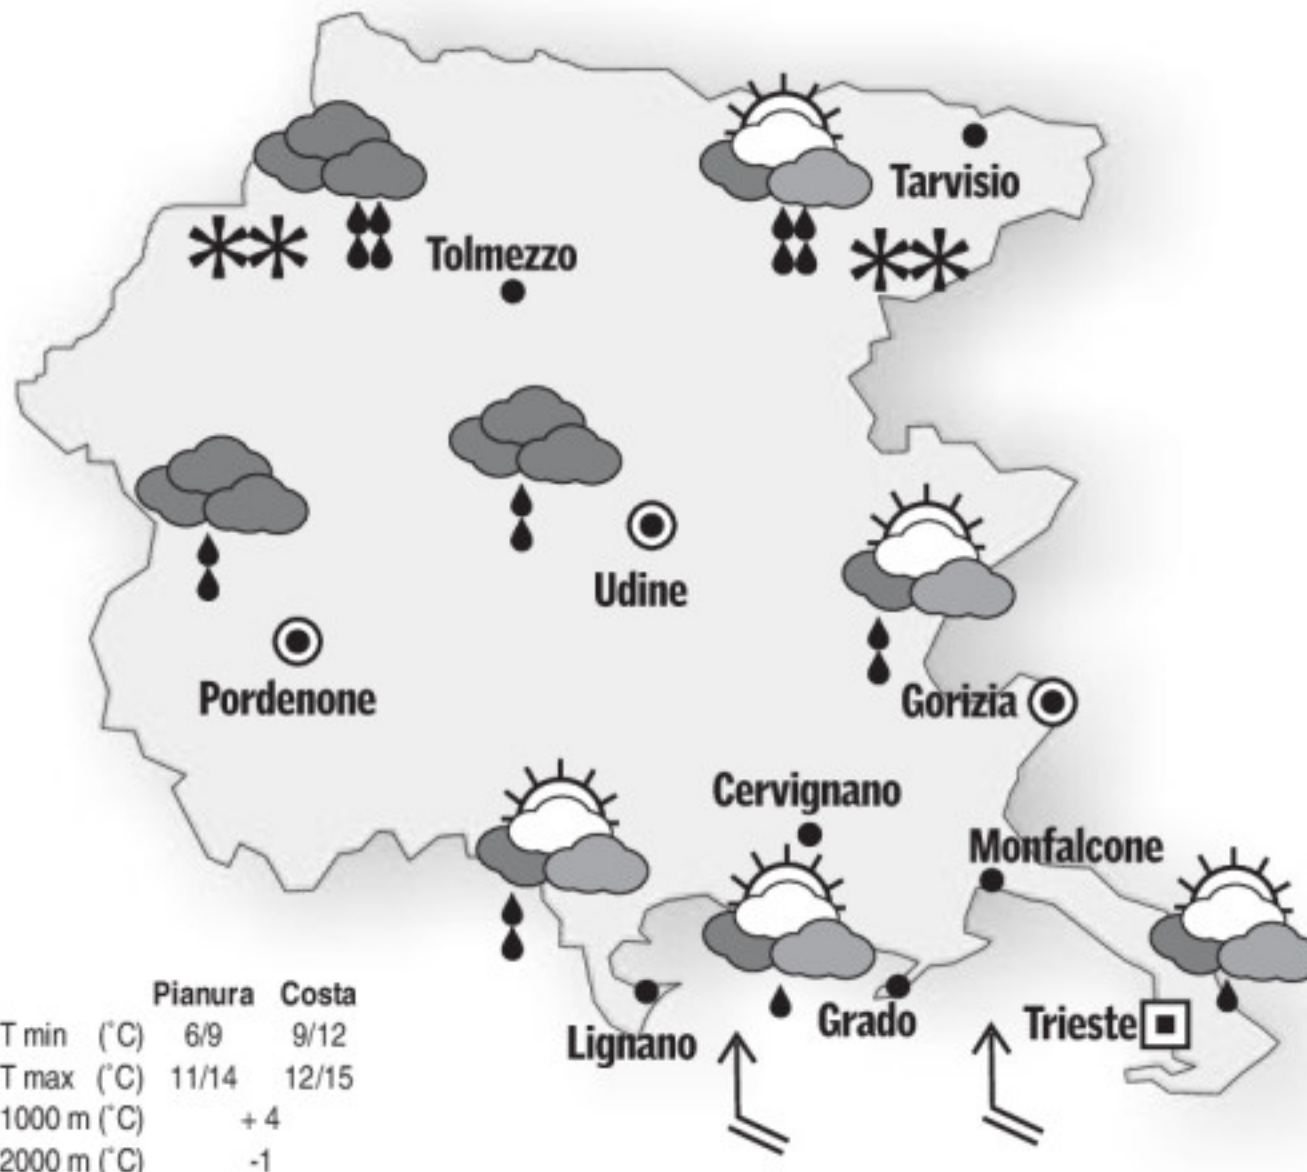 Tarvisio
Tolmezzo
Udine
Pordenone
Gorizia
Cervignano
Monfalcone
Lignano
Grado
Trieste
Pianura Costa
T min (˚C) 6/9 9/12
T max (˚C) 11/14 12/15
1000 m (˚C) + 4
2000 m (˚C) -1